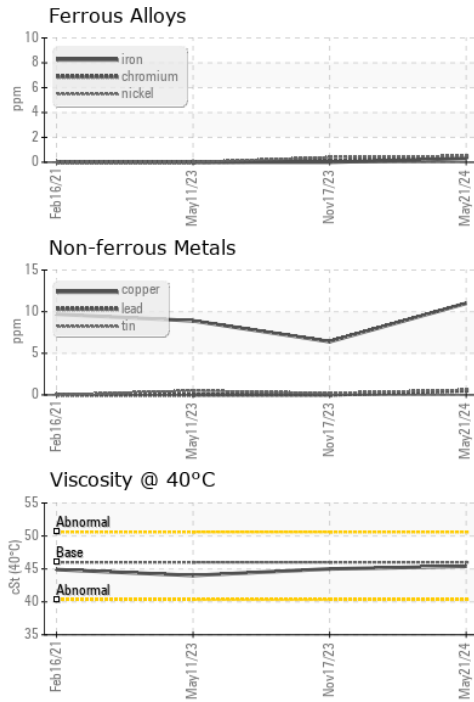 Ferrous Alloys
10
8
6
4
2
0
ppm
iron
chromium
nickel
Feb16/21
May11/23
Nov17/23
May21/24
Non-ferrous Metals
15
10
5
0
ppm
copper
lead
tin
Feb16/21
May11/23
Nov17/23
May21/24
Viscosity @ 40°C
55
50
45
40
35
cSt (40°C)
Abnormal
Base
Abnormal
Feb16/21
May11/23
Nov17/23
May21/24